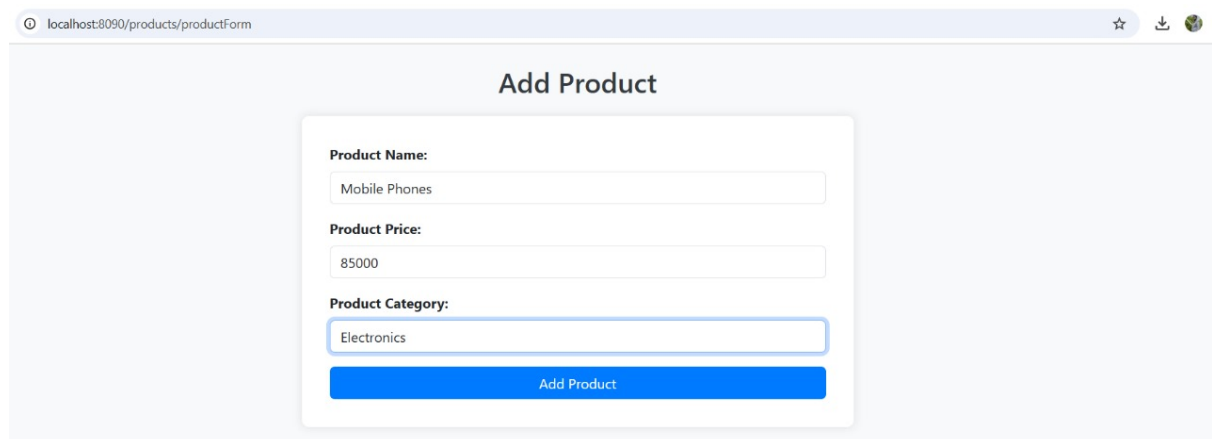 localhost:8090/products/productForm
Add Product
Product Name:
Mobile Phones
Product Price:
85000
Product Category:
Electronics
Add Product